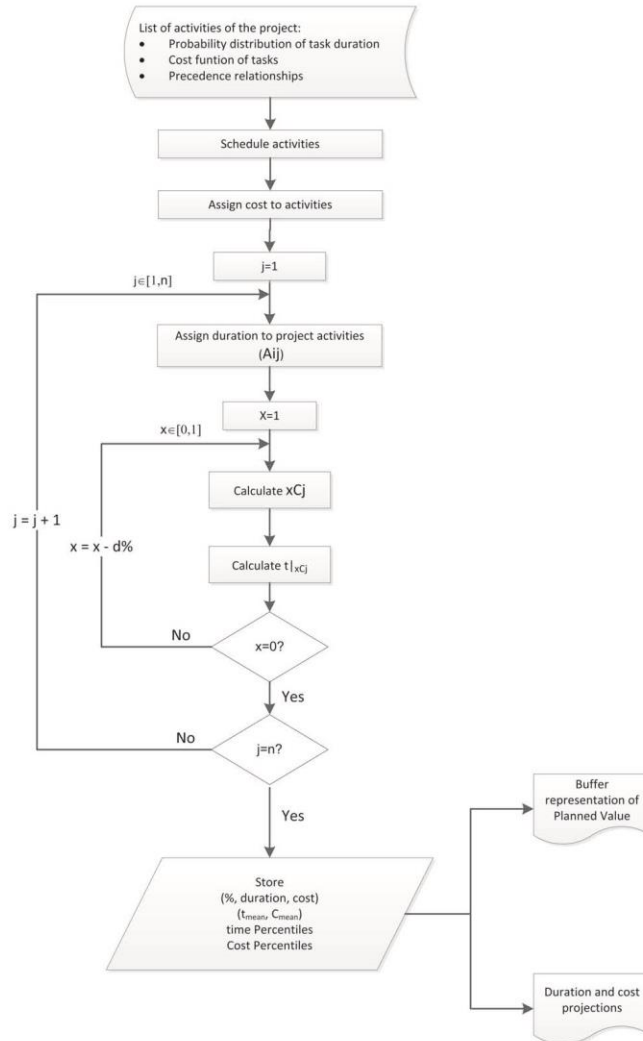 List of activities of the project:
• Probability distribution of task duration
• Cost funtion of tasks
• Precedence relationships
Schedule activities
Assign cost to activities
j=1
j∈[1,n]
Assign duration to project activities
(Aij)
X=1
x∈[0,1]
Calculate xCj
j = j + 1
x = x - d%
Calculate t|xCj
No
x=0?
Yes
No
j=n?
Yes
Buffer
representation of
Planned Value
Store
(%, duration, cost)
(tmean, Cmean)
time Percentiles
Cost Percentiles
Duration and cost
projections